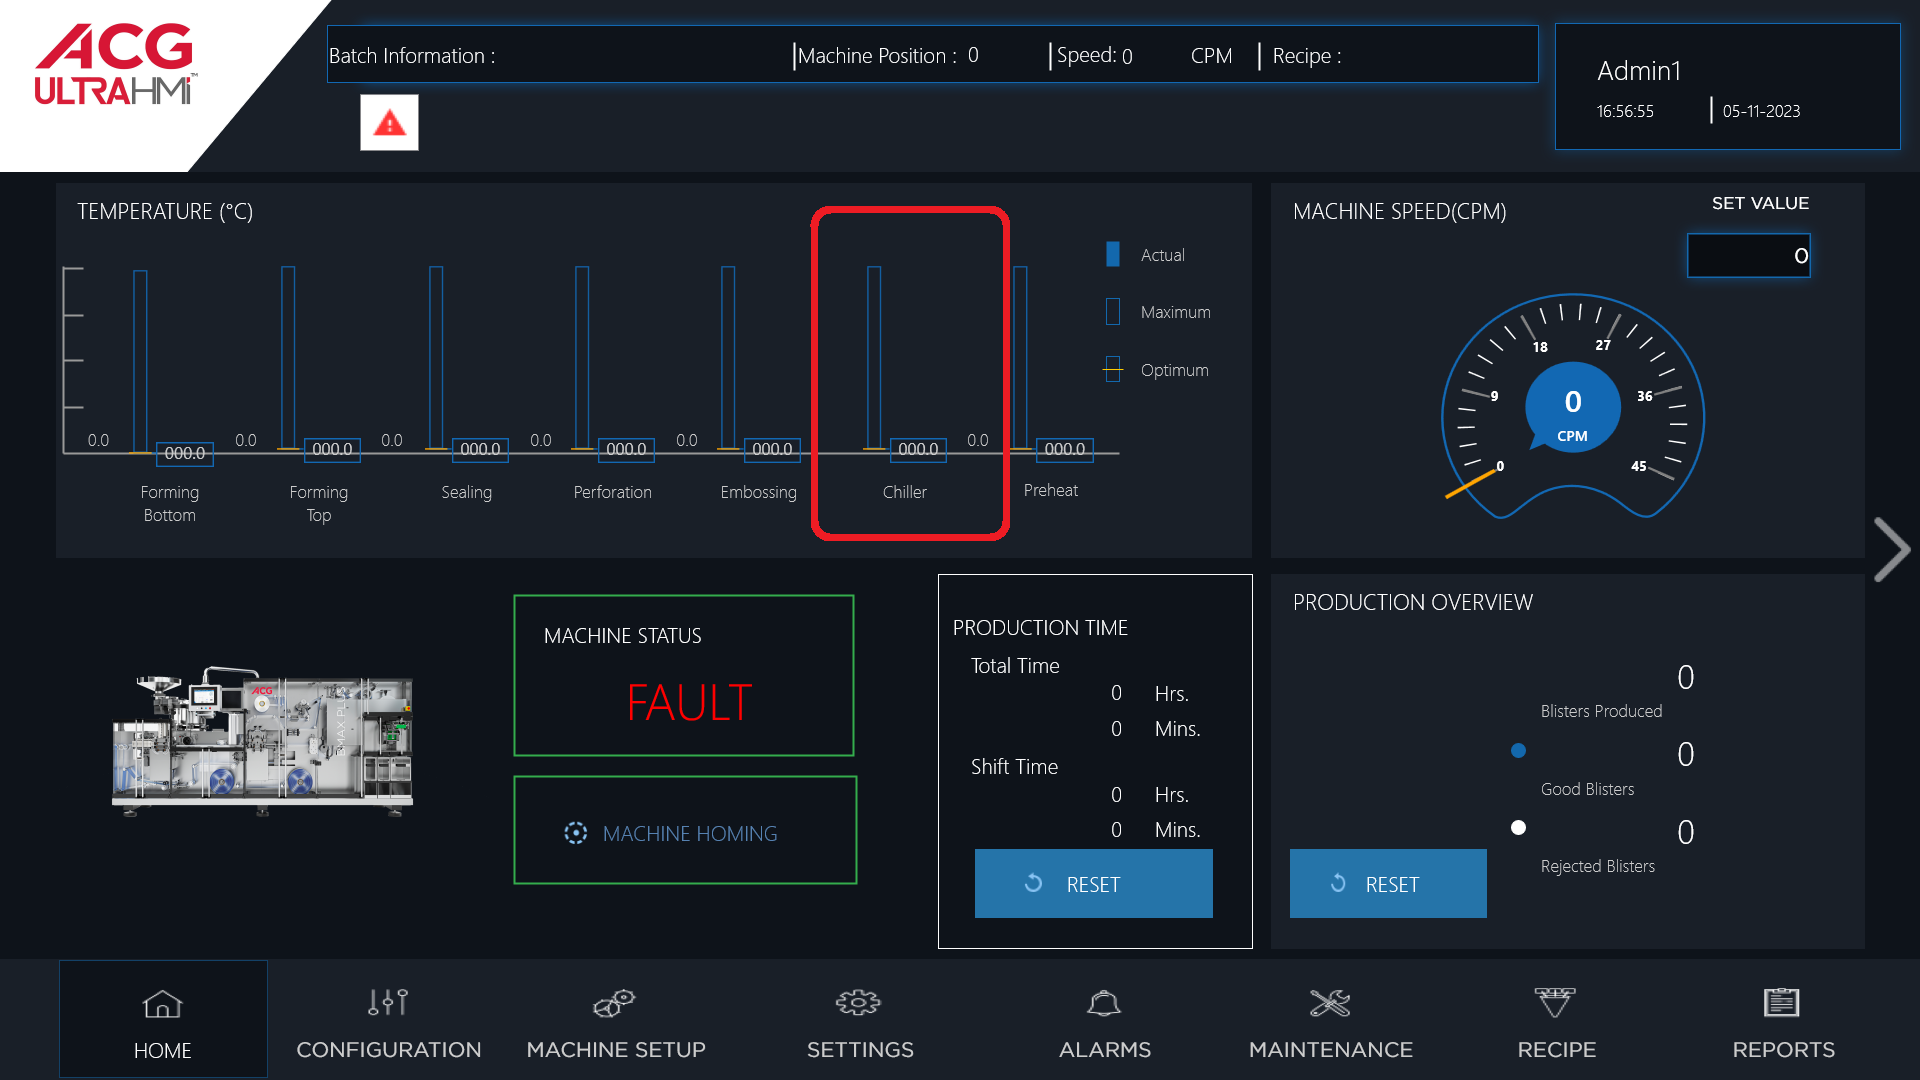 ACG
ULTRAHMI™
Batch Information :
Machine Position : 0
Speed: 0 CPM
Recipe :
Admin1
16:56:55 05-11-2023
TEMPERATURE (°C)
Actual
Maximum
Optimum
0.0 000.0 0.0 000.0 0.0 000.0 0.0 000.0 0.0 000.0 000.0 0.0 000.0
Forming Bottom
Forming Top
Sealing
Perforation
Embossing
Chiller
Preheat
MACHINE SPEED(CPM)
SET VALUE
0
0 9 18 27 36 45
0
CPM
ACG
BMAX PLUS
MACHINE STATUS
FAULT
MACHINE HOMING
PRODUCTION TIME
Total Time
0 Hrs.
0 Mins.
Shift Time
0 Hrs.
0 Mins.
RESET
PRODUCTION OVERVIEW
0
Blisters Produced
0
Good Blisters
0
Rejected Blisters
RESET
HOME
CONFIGURATION
MACHINE SETUP
SETTINGS
ALARMS
MAINTENANCE
RECIPE
REPORTS